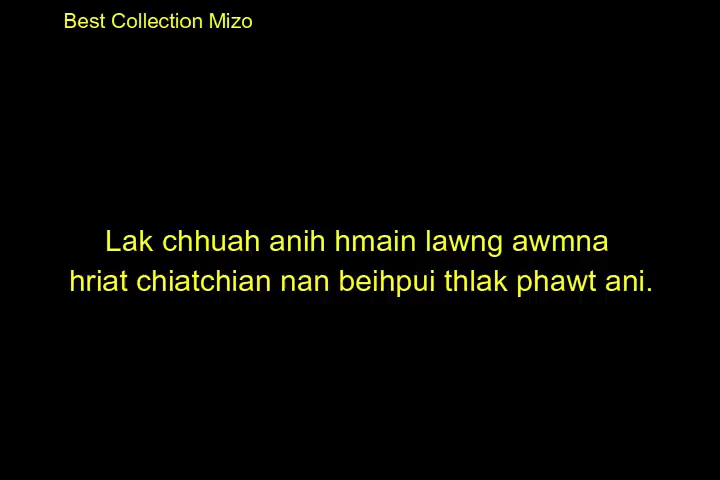 Best Collection Mizo
Lak chhuah anih hmain lawng awmna
hriat chiatchian nan beihpui thlak phawt ani.